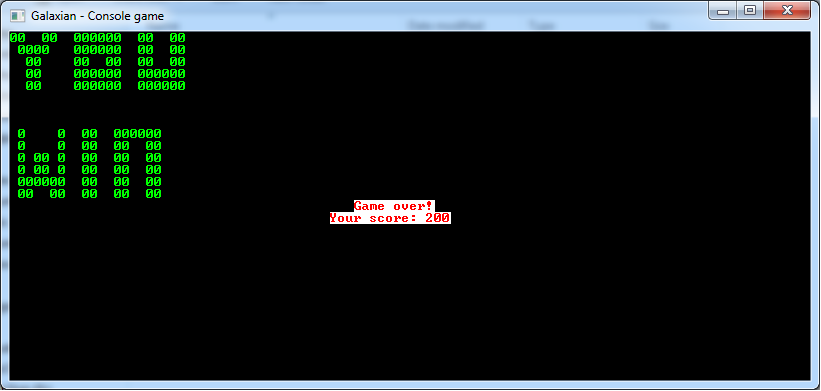 Galaxian - Console game
YOU
WIN
Game over!
Your score: 200